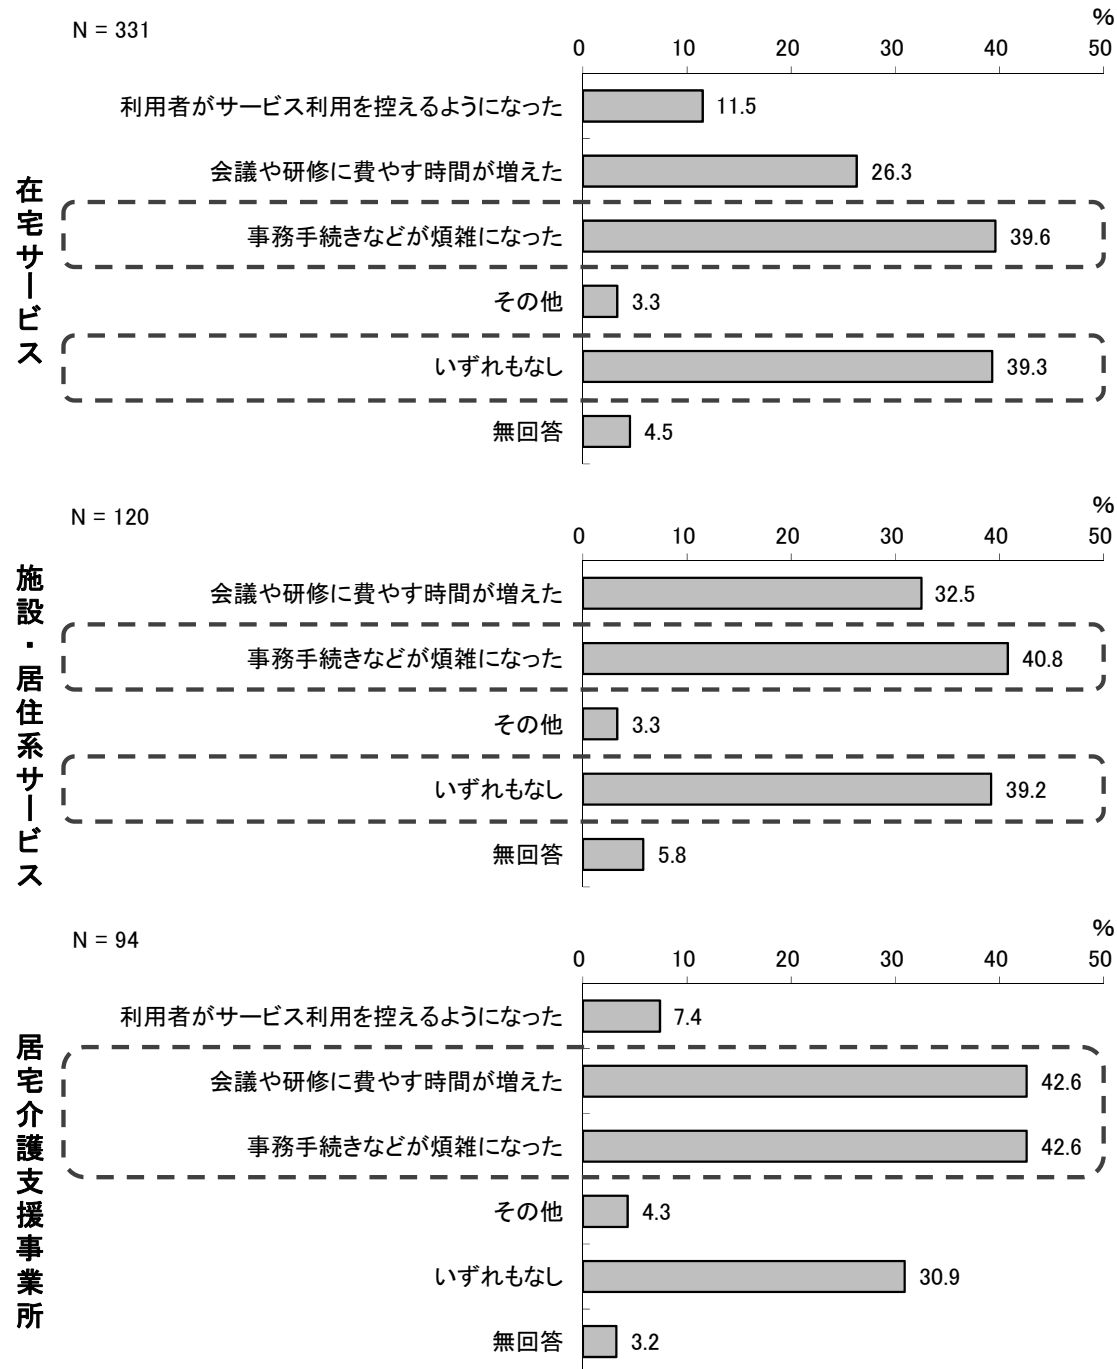 N = 331
%
0 10 20 30 40 50
在宅サービス
利用者がサービス利用を控えるようになった 11.5
会議や研修に費やす時間が増えた 26.3
事務手続きなどが煩雑になった 39.6
その他 3.3
いずれもなし 39.3
無回答 4.5
N = 120
%
0 10 20 30 40 50
施設・居住系サービス
会議や研修に費やす時間が増えた 32.5
事務手続きなどが煩雑になった 40.8
その他 3.3
いずれもなし 39.2
無回答 5.8
N = 94
%
0 10 20 30 40 50
居宅介護支援事業所
利用者がサービス利用を控えるようになった 7.4
会議や研修に費やす時間が増えた 42.6
事務手続きなどが煩雑になった 42.6
その他 4.3
いずれもなし 30.9
無回答 3.2